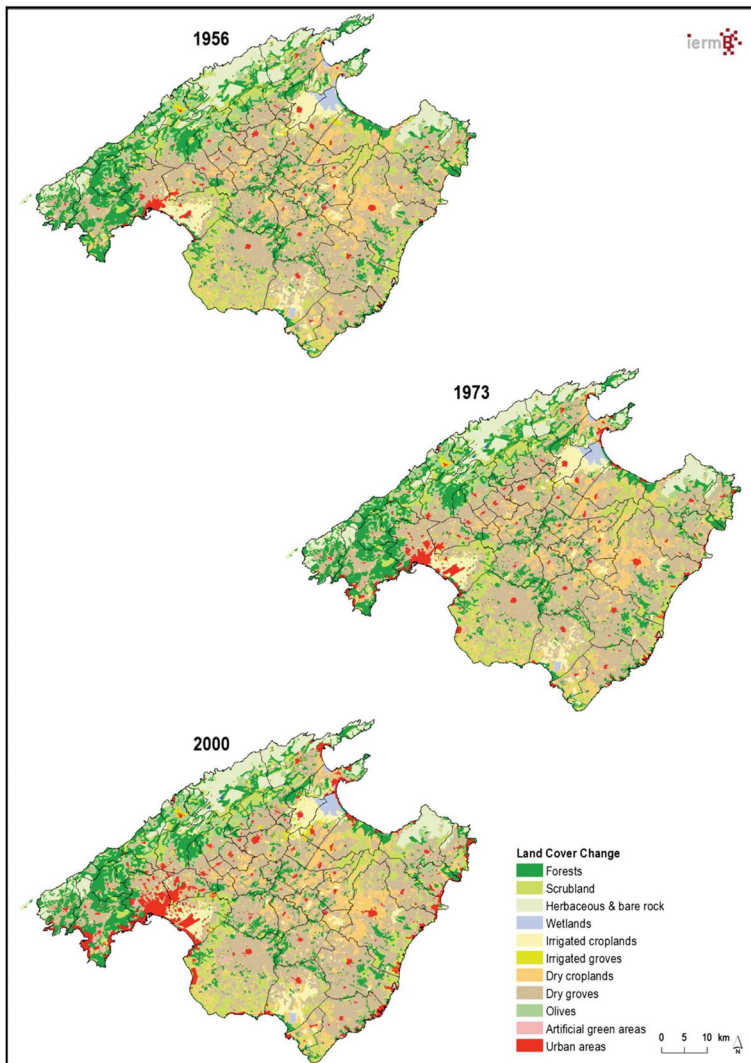 1956
iermB
1973
2000
Land Cover Change
Forests
Scrubland
Herbaceous & bare rock
Wetlands
Irrigated croplands
Irrigated groves
Dry croplands
Dry groves
Olives
Artificial green areas
Urban areas
0 5 10 km
N